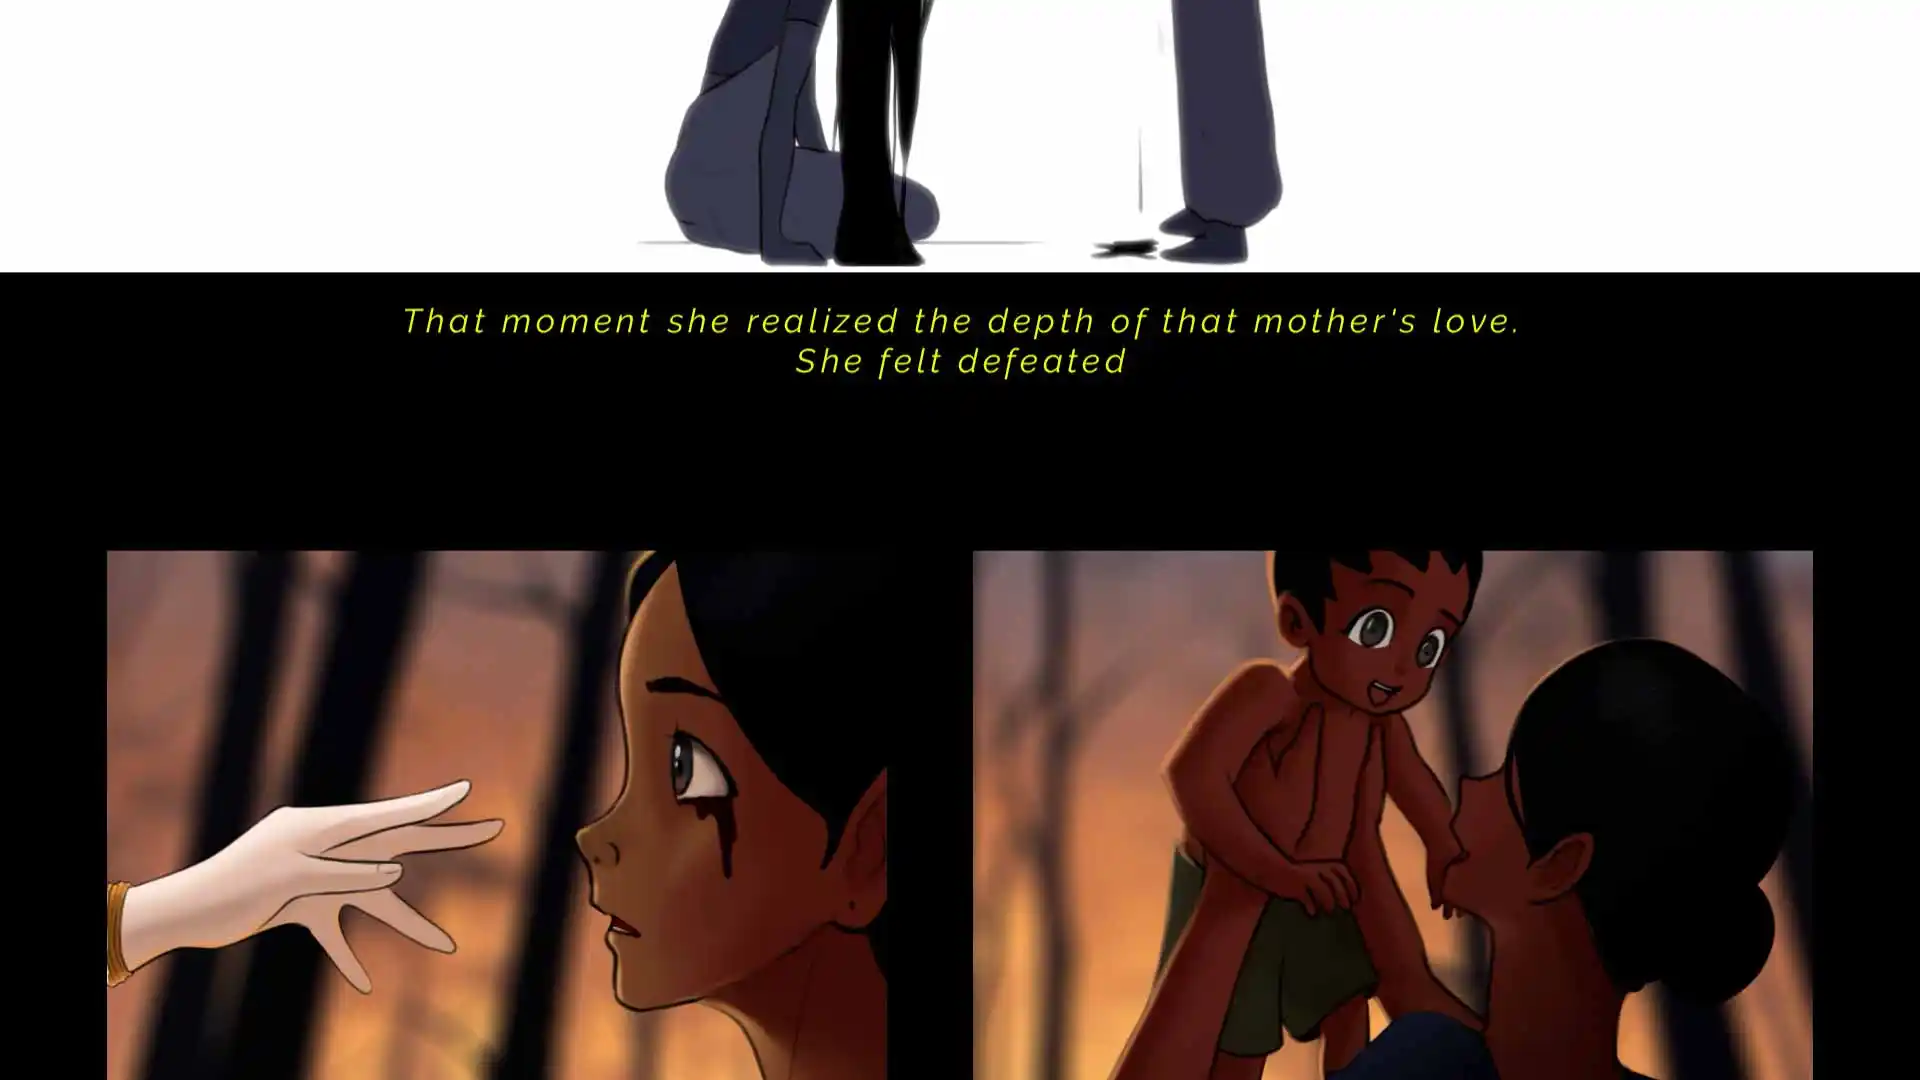 That moment she realized the depth of that mother's love.
She felt defeated